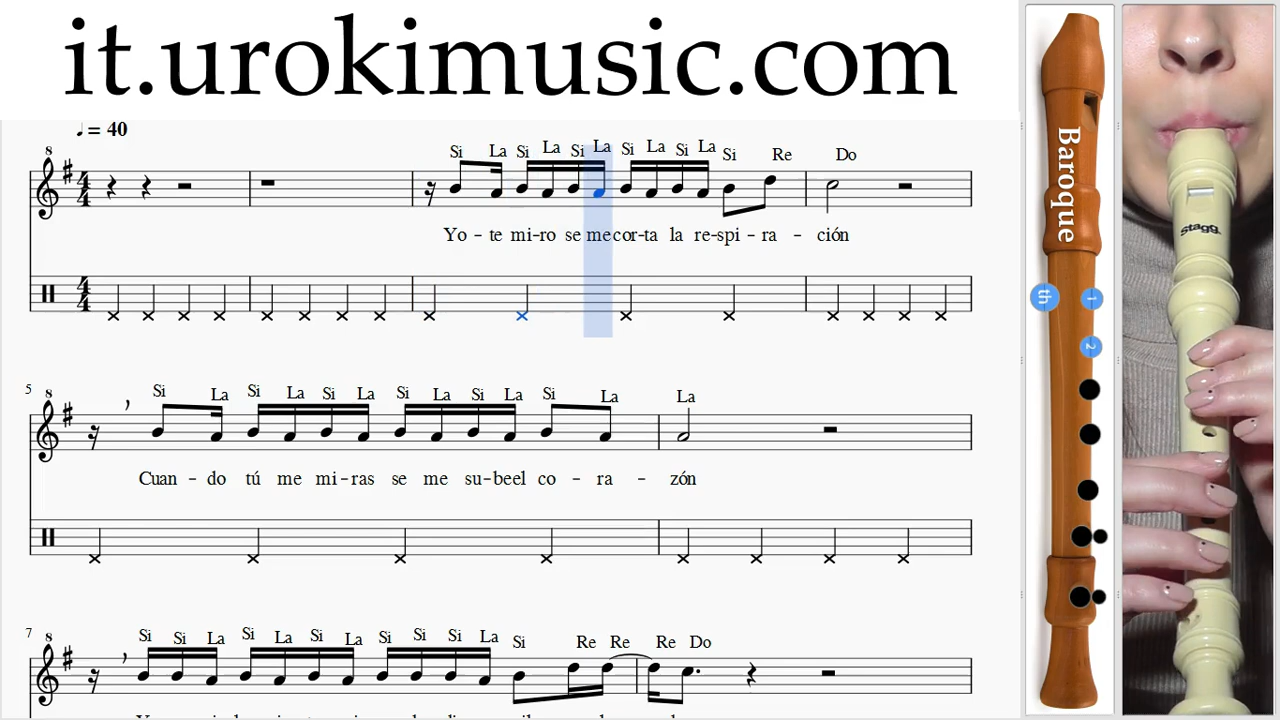 it.urokimusic.com
♩ = 40
Si La Si La Si La Si La Si La Si Re Do
Yo – te mi-ro se me cor-ta la re-spi – ra – ción
5
Si La Si La Si La Si La Si La Si La La
Cuan – do tú me mi-ras se me su-beel co – ra – zón
7
Si Si La Si La Si La Si Si Si La Si Re Re Re Do
Baroque
th
1
2
Stagg